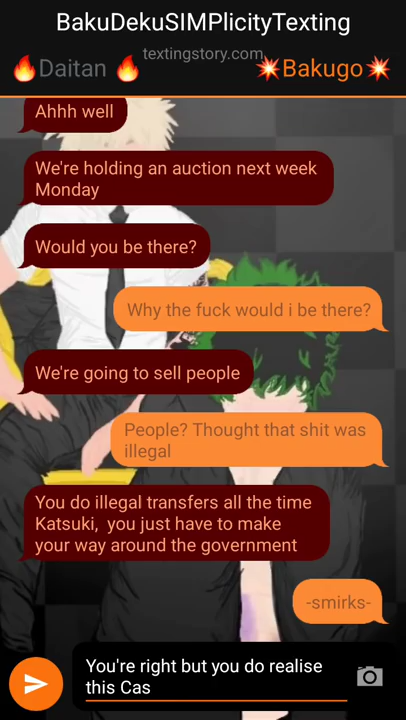 BakuDekuSIMPlicityTexting
textingstory.com
🔥Daitan 🔥
💥Bakugo💥
Ahhh well
We're holding an auction next week
Monday
Would you be there?
Why the fuck would i be there?
We're going to sell people
People? Thought that shit was
illegal
You do illegal transfers all the time
Katsuki,  you just have to make
your way around the government
-smirks-
You're right but you do realise
this Cas